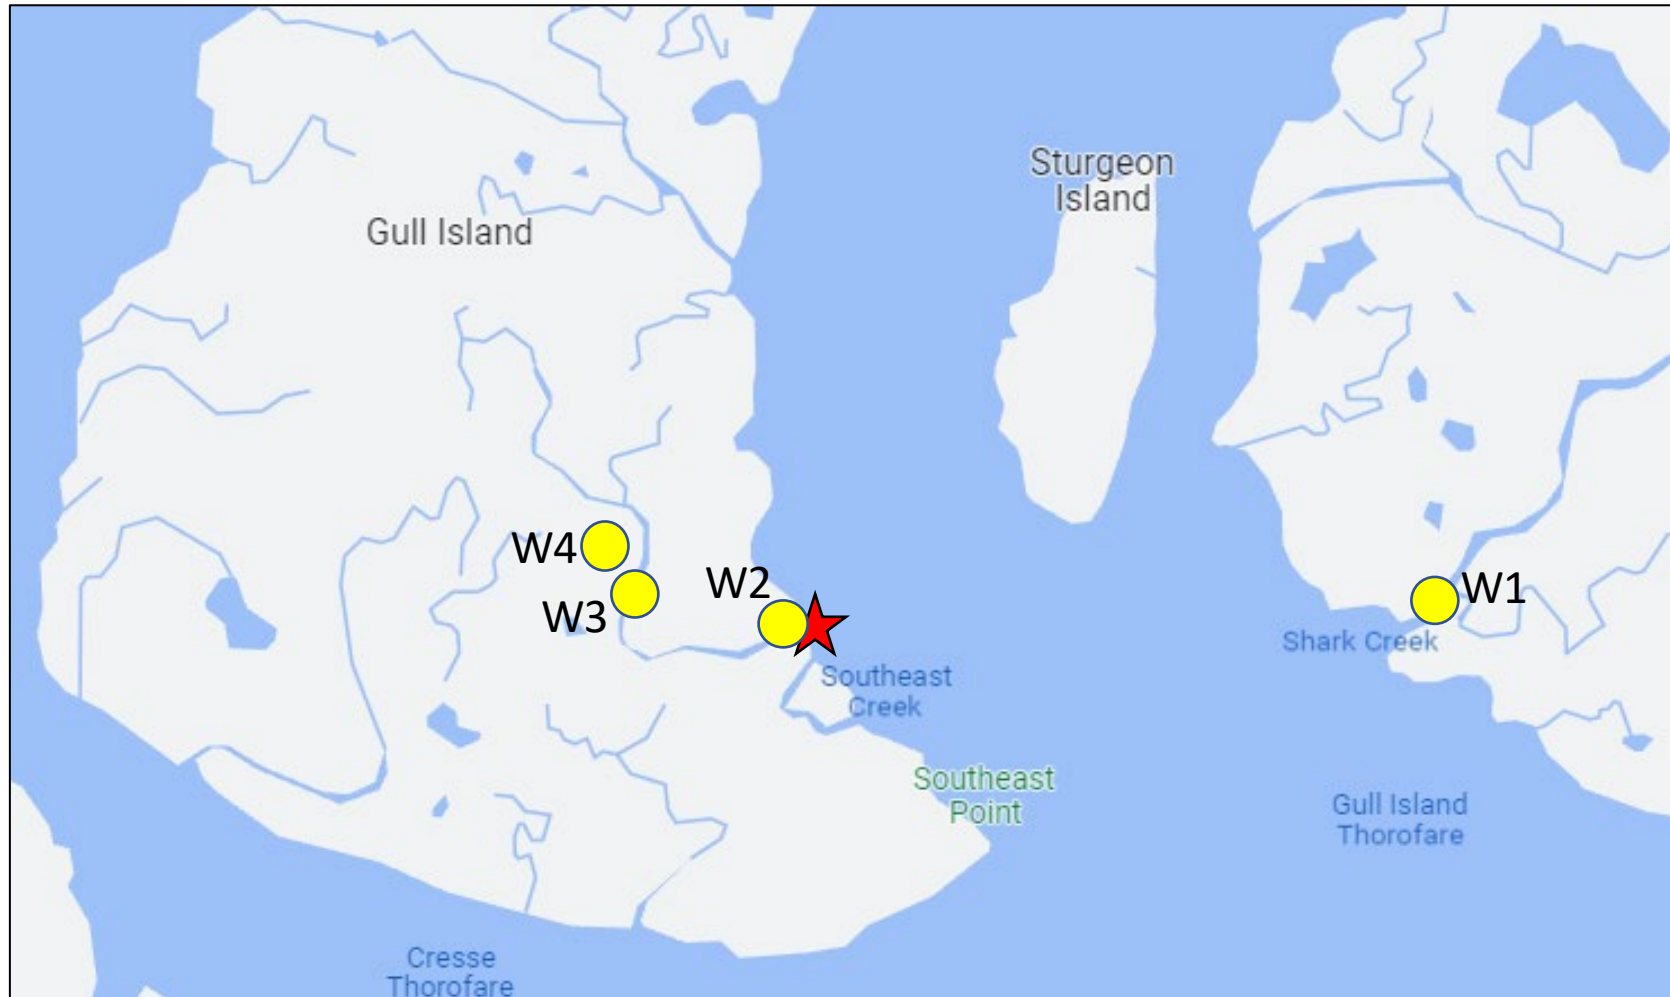 Sturgeon
Island
Gull Island
W4
W3
W2
W1
Shark Creek
Southeast
Creek
Southeast
Point
Gull Island
Thorofare
Cresse
Thorofare